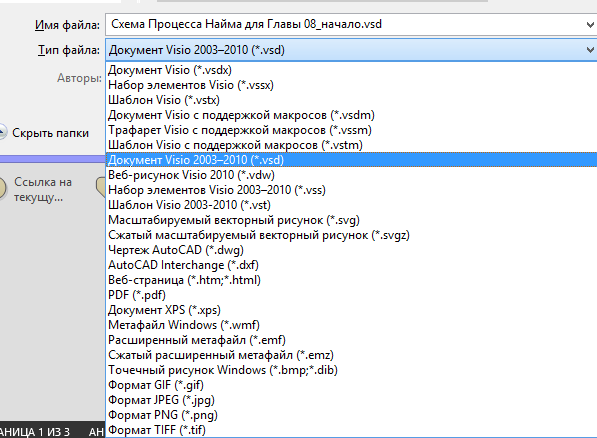 Имя файла: Схема Процесса Найма для Главы 08_начало.vsd
Тип файла: Документ Visio 2003–2010 (*.vsd)
Документ Visio (*.vsdx)
Авторы: Набор элементов Visio (*.vssx)
Шаблон Visio (*.vstx)
Документ Visio с поддержкой макросов (*.vsdm)
Скрыть папки Трафарет Visio с поддержкой макросов (*.vssm)
Шаблон Visio с поддержкой макросов (*.vstm)
Документ Visio 2003–2010 (*.vsd)
Ссылка на Веб-рисунок Visio 2010 (*.vdw)
текущу... Набор элементов Visio 2003–2010 (*.vss)
Шаблон Visio 2003-2010 (*.vst)
Масштабируемый векторный рисунок (*.svg)
Сжатый масштабируемый векторный рисунок (*.svgz)
Чертеж AutoCAD (*.dwg)
AutoCAD Interchange (*.dxf)
Веб-страница (*.htm;*.html)
PDF (*.pdf)
Документ XPS (*.xps)
Метафайл Windows (*.wmf)
Расширенный метафайл (*.emf)
Сжатый расширенный метафайл (*.emz)
Точечный рисунок Windows (*.bmp;*.dib)
Формат GIF (*.gif)
Формат JPEG (*.jpg)
Формат PNG (*.png)
АНИЦА 1 ИЗ 3 АН Формат TIFF (*.tif)